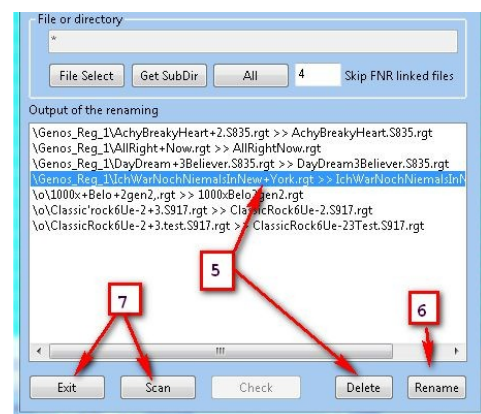 File or directory
*
File Select Get SubDir All 4 Skip FNR linked files
Output of the renaming
\Genos_Reg_1\AchyBreakyHeart+2.S835.rgt >> AchyBreakyHeart.S835.rgt
\Genos_Reg_1\AllRight+Now.rgt >> AllRightNow.rgt
\Genos_Reg_1\DayDream+3Believer.S835.rgt >> DayDream3Believer.S835.rgt
\Genos_Reg_1\IchWarNochNiemalsInNew+York.rgt >> IchWarNochNiemalsInN
\o\1000x+Belo+2gen2,.rgt >> 1000xBelo2gen2.rgt
\o\Classic'rock6Ue-2+3.S917.rgt >> ClassicRock6Ue-2.S917.rgt
\o\ClassicRock6Ue-2+3.test.S917.rgt >> ClassicRock6Ue-23Test.S917.rgt
5
7
6
Exit Scan Check Delete Rename